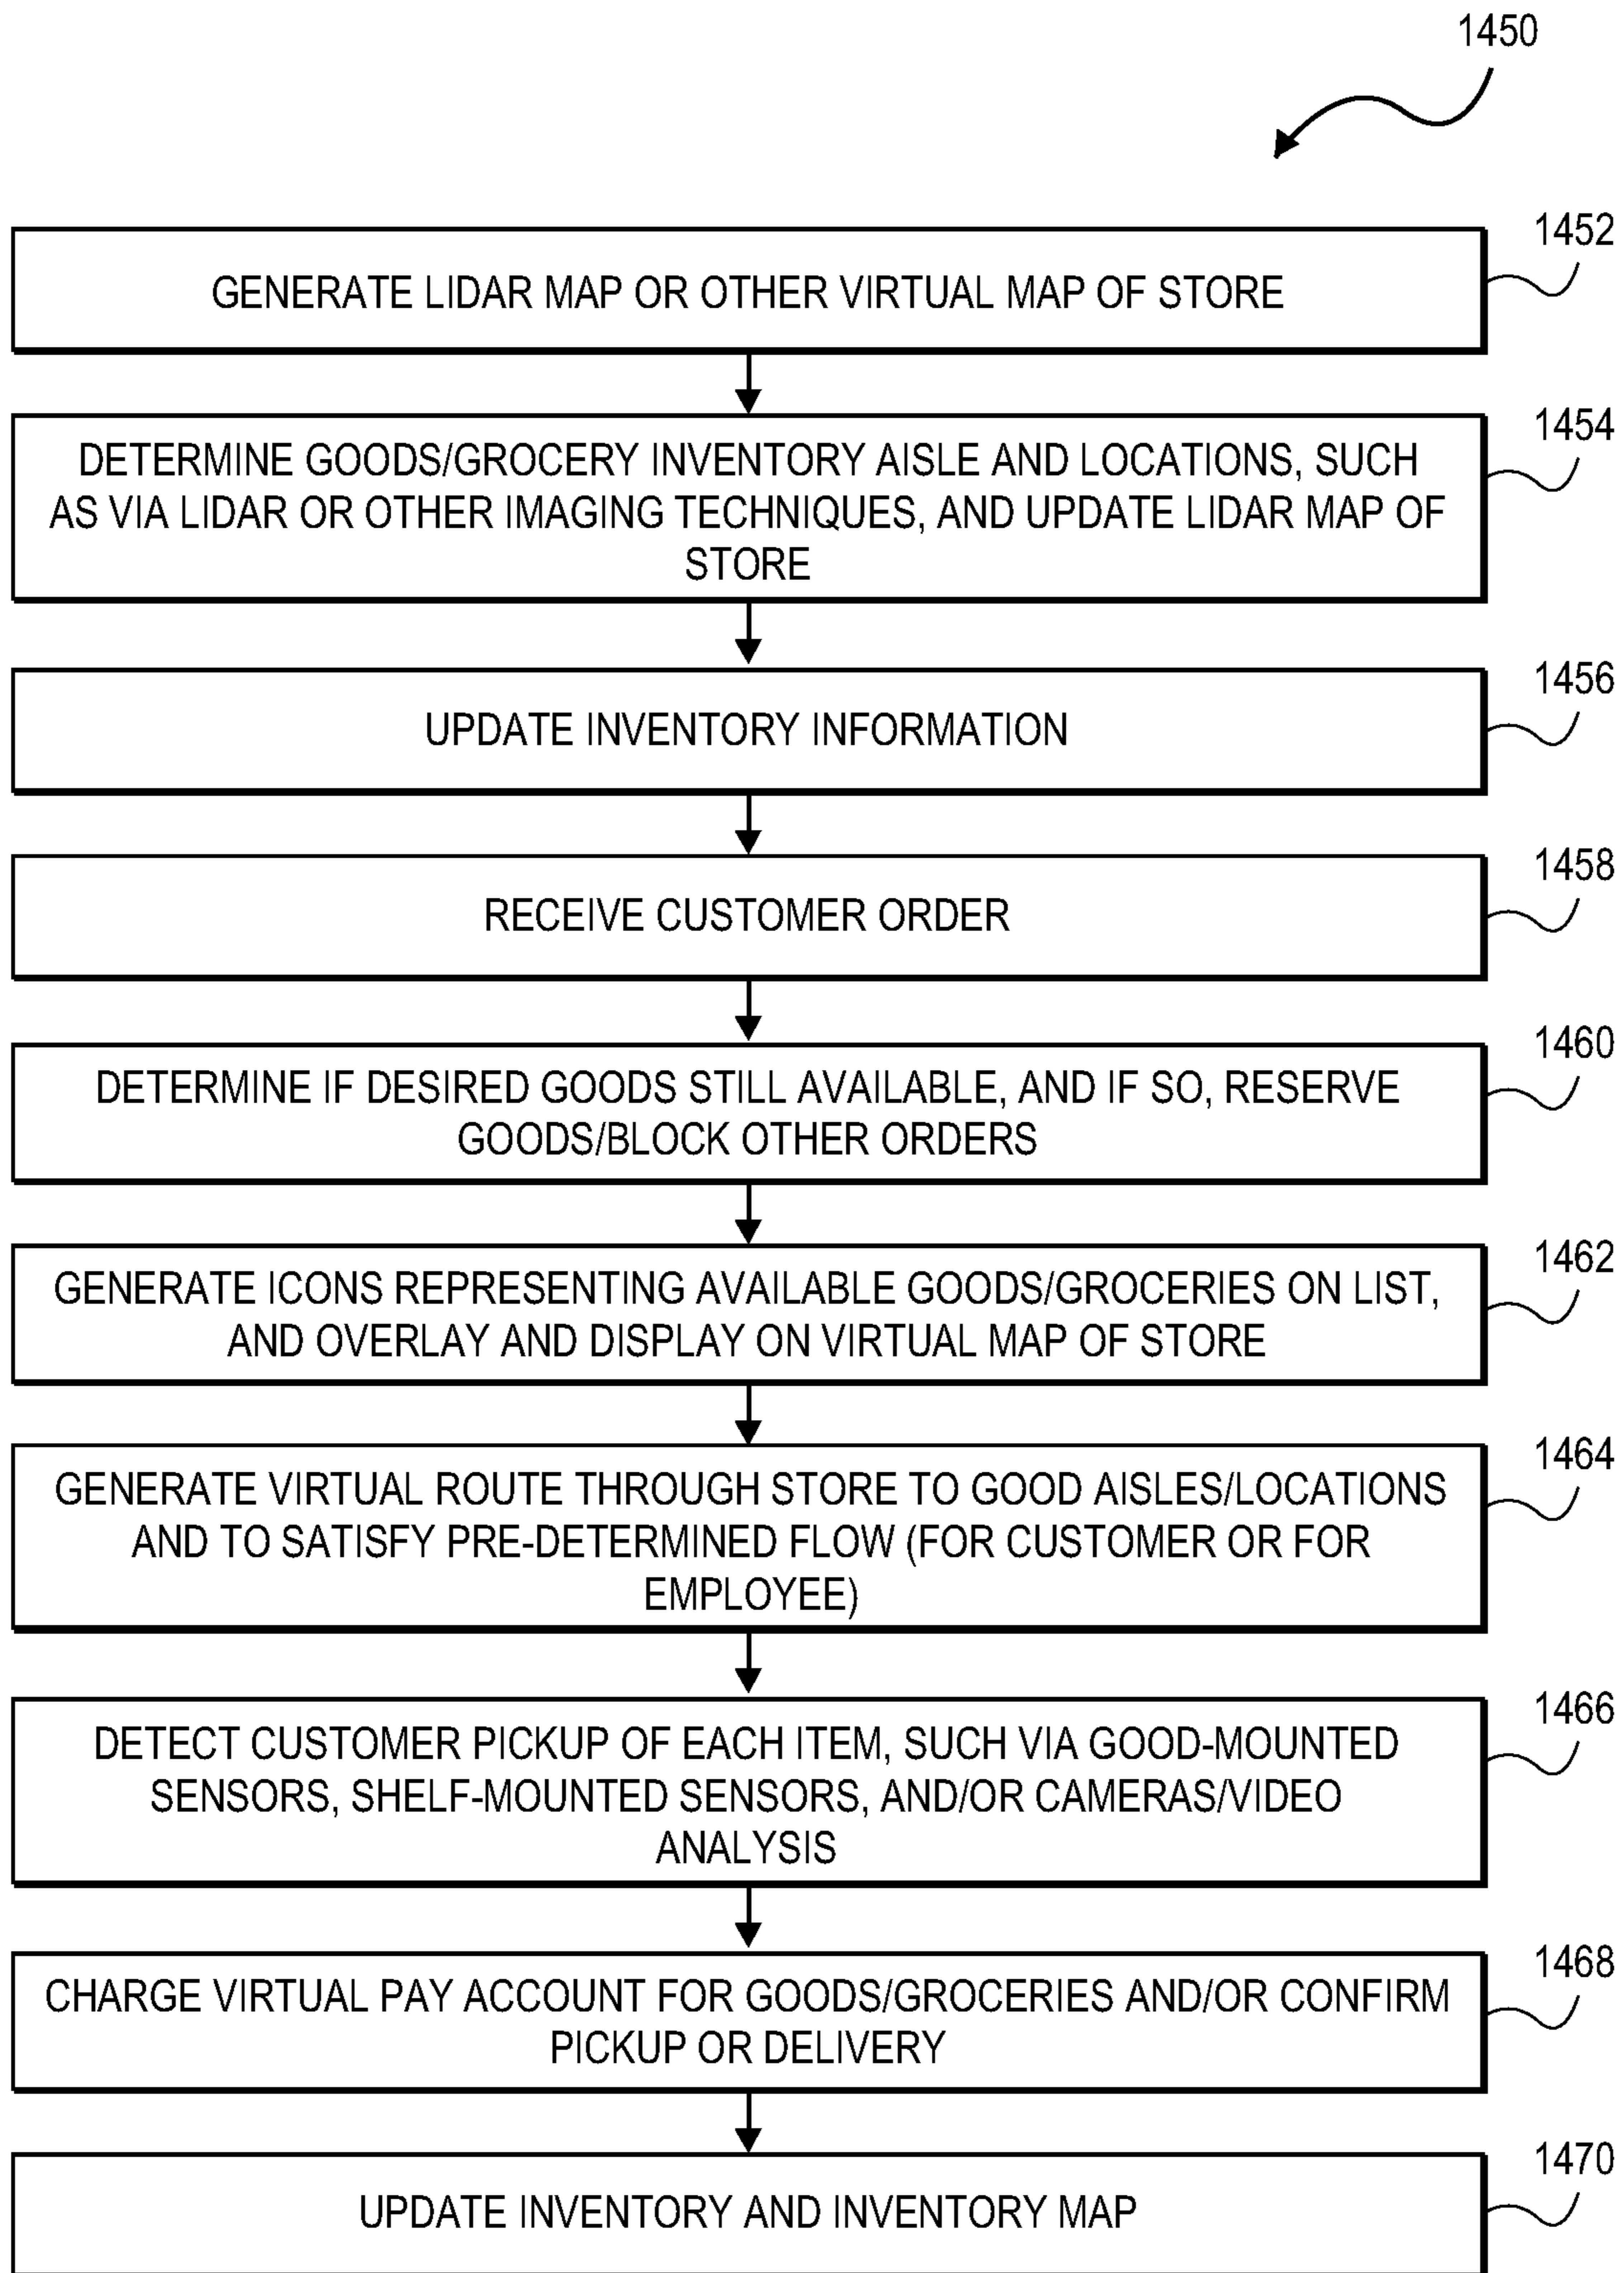 1450
1452
GENERATE LIDAR MAP OR OTHER VIRTUAL MAP OF STORE
1454
DETERMINE GOODS/GROCERY INVENTORY AISLE AND LOCATIONS, SUCH
AS VIA LIDAR OR OTHER IMAGING TECHNIQUES, AND UPDATE LIDAR MAP OF
STORE
1456
UPDATE INVENTORY INFORMATION
1458
RECEIVE CUSTOMER ORDER
1460
DETERMINE IF DESIRED GOODS STILL AVAILABLE, AND IF SO, RESERVE
GOODS/BLOCK OTHER ORDERS
1462
GENERATE ICONS REPRESENTING AVAILABLE GOODS/GROCERIES ON LIST,
AND OVERLAY AND DISPLAY ON VIRTUAL MAP OF STORE
1464
GENERATE VIRTUAL ROUTE THROUGH STORE TO GOOD AISLES/LOCATIONS
AND TO SATISFY PRE-DETERMINED FLOW (FOR CUSTOMER OR FOR
EMPLOYEE)
1466
DETECT CUSTOMER PICKUP OF EACH ITEM, SUCH VIA GOOD-MOUNTED
SENSORS, SHELF-MOUNTED SENSORS, AND/OR CAMERAS/VIDEO
ANALYSIS
1468
CHARGE VIRTUAL PAY ACCOUNT FOR GOODS/GROCERIES AND/OR CONFIRM
PICKUP OR DELIVERY
1470
UPDATE INVENTORY AND INVENTORY MAP